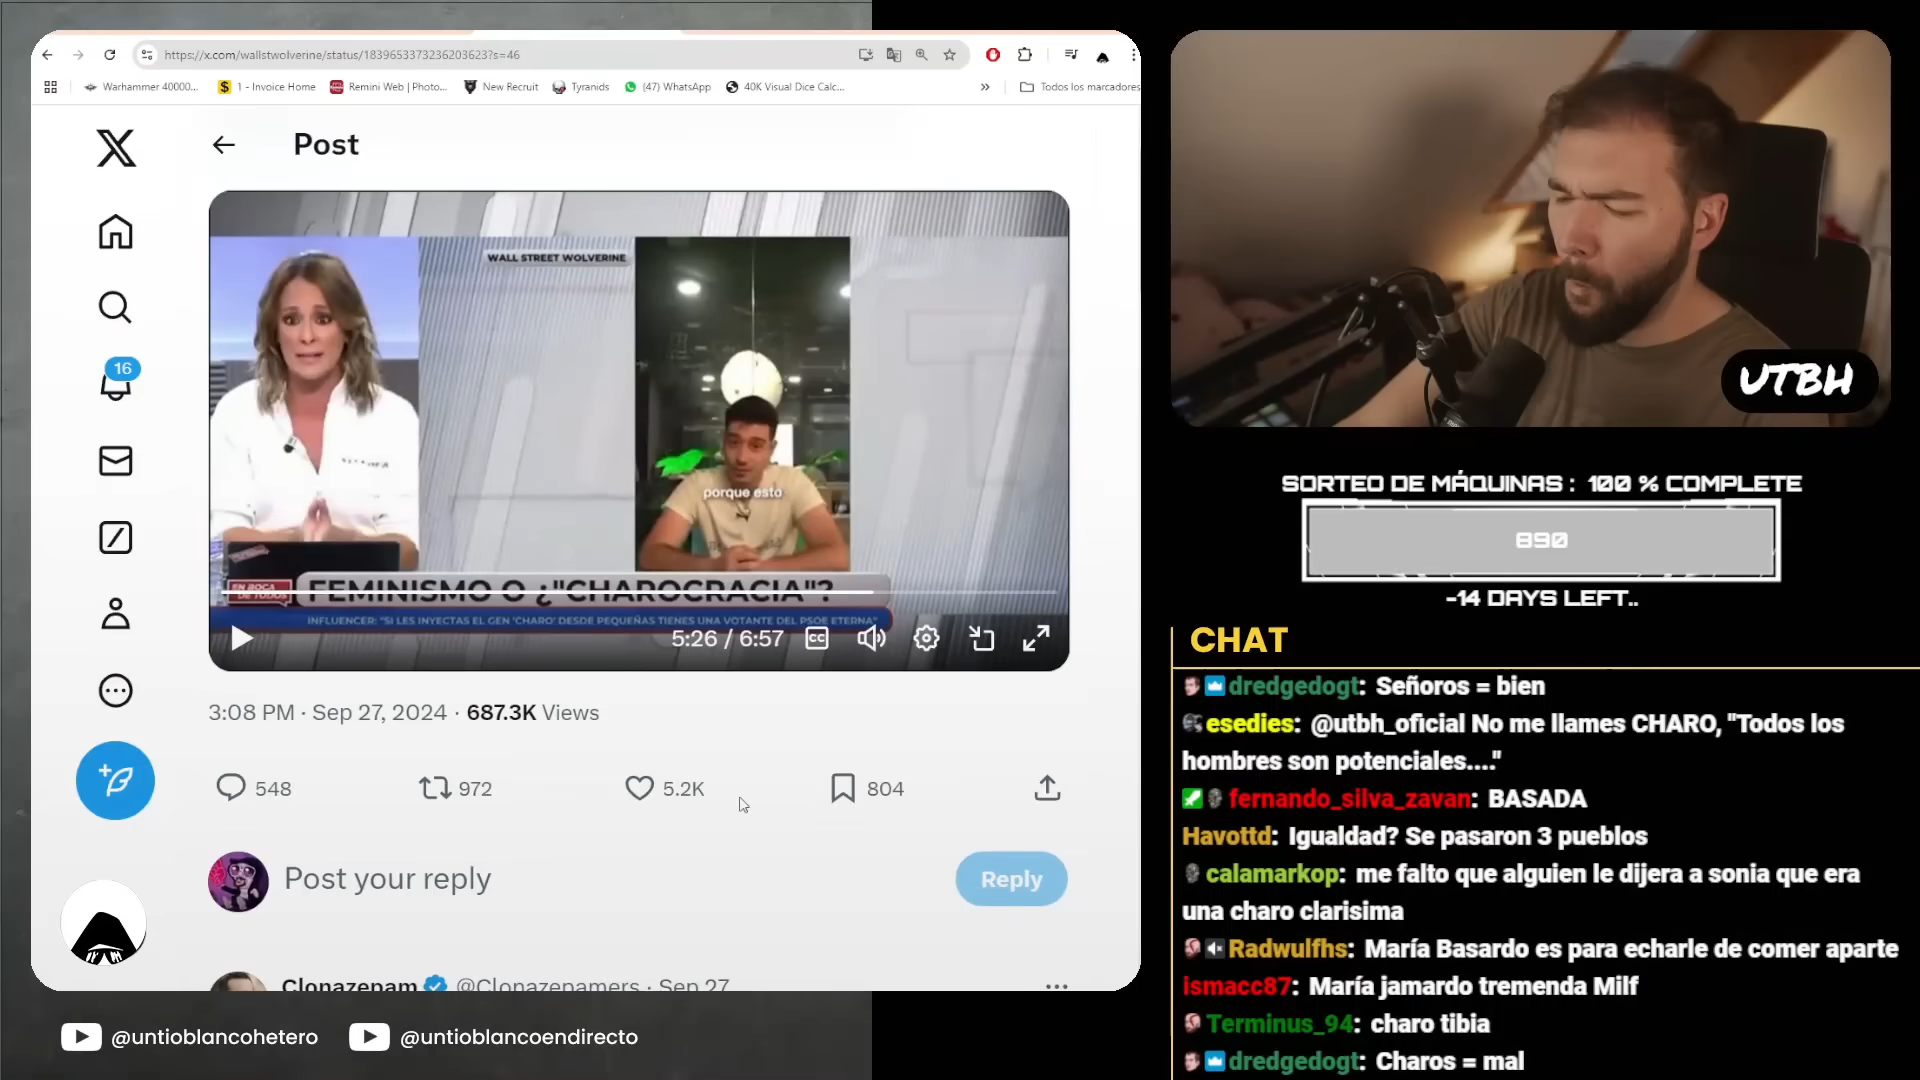 https://x.com/wallstwolverine/status/1839653373236203623?s=46
Warhammer 40000...
1 - Invoice Home
Remini Web | Photo...
New Recruit
Tyranids
(47) WhatsApp
40K Visual Dice Calc...
»
Todos los marcadores
Post
16
WALL STREET WOLVERINE
porque esto
EN BOCA
DE TODOS
FEMINISMO O ¿"CHAROCRACIA"?
INFLUENCER: "SI LES INYECTAS EL GEN 'CHARO' DESDE PEQUEÑAS TIENES UNA VOTANTE DEL PSOE ETERNA"
5:26 / 6:57
CC
3:08 PM · Sep 27, 2024 · 687.3K Views
548
972
5.2K
804
Post your reply
Reply
Clonazepam @Clonazepamers · Sep 27
@untioblancohetero
@untioblancoendirecto
UTBH
SORTEO DE MÁQUINAS : 100 % COMPLETE
890
-14 DAYS LEFT..
CHAT
dredgedogt: Señoros = bien
esedies: @utbh_oficial No me llames CHARO, "Todos los
hombres son potenciales...."
fernando_silva_zavan: BASADA
Havottd: Igualdad? Se pasaron 3 pueblos
calamarkop: me falto que alguien le dijera a sonia que era
una charo clarisima
Radwulfhs: María Basardo es para echarle de comer aparte
ismacc87: María jamardo tremenda Milf
Terminus_94: charo tibia
dredgedogt: Charos = mal